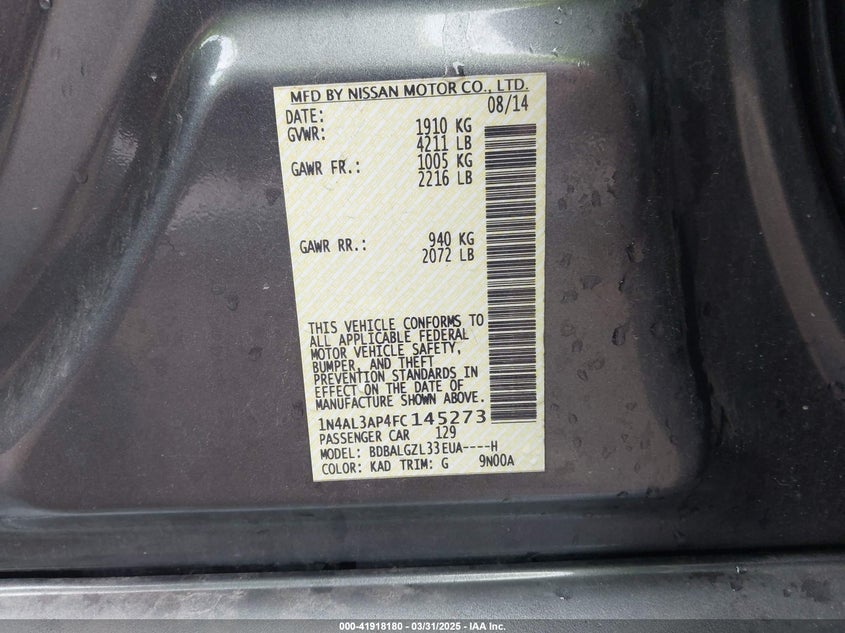 MFD BY NISSAN MOTOR CO., LTD.
DATE: 08/14
GVWR: 1910 KG
4211 LB
GAWR FR.: 1005 KG
2216 LB
GAWR RR.: 940 KG
2072 LB
THIS VEHICLE CONFORMS TO
ALL APPLICABLE FEDERAL
MOTOR VEHICLE SAFETY,
BUMPER, AND THEFT
PREVENTION STANDARDS IN
EFFECT ON THE DATE OF
MANUFACTURE SHOWN ABOVE.
1N4AL3AP4FC145273
PASSENGER CAR 129
MODEL: BDBALGZL33EUA----H
COLOR: KAD TRIM: G 9N00A
000-41918180 - 03/31/2025 - IAA Inc.